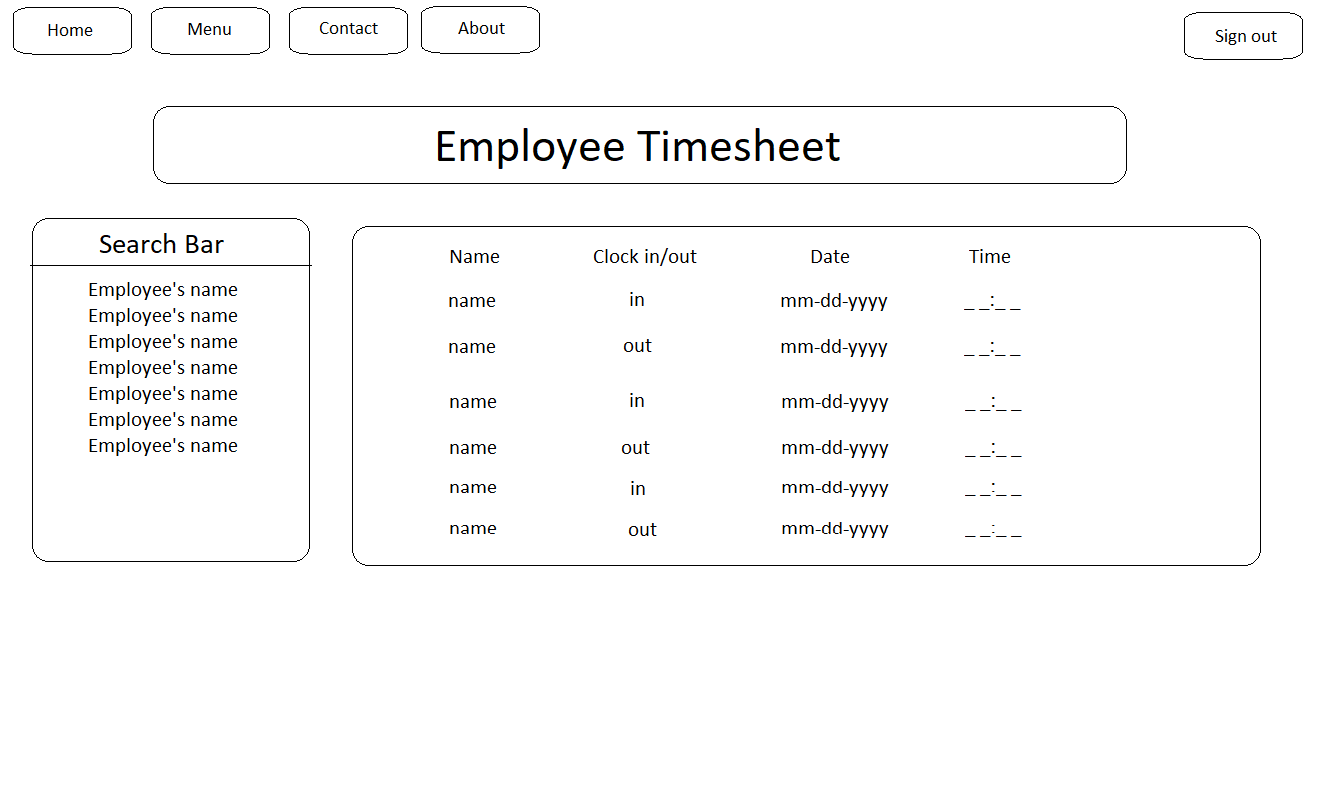 Home Menu Contact About Sign out
Employee Timesheet
Search Bar
Employee's name
Employee's name
Employee's name
Employee's name
Employee's name
Employee's name
Employee's name
Name Clock in/out Date Time
name in mm-dd-yyyy _ _:_ _
name out mm-dd-yyyy _ _:_ _
name in mm-dd-yyyy _ _:_ _
name out mm-dd-yyyy _ _:_ _
name in mm-dd-yyyy _ _:_ _
name out mm-dd-yyyy _ _:_ _